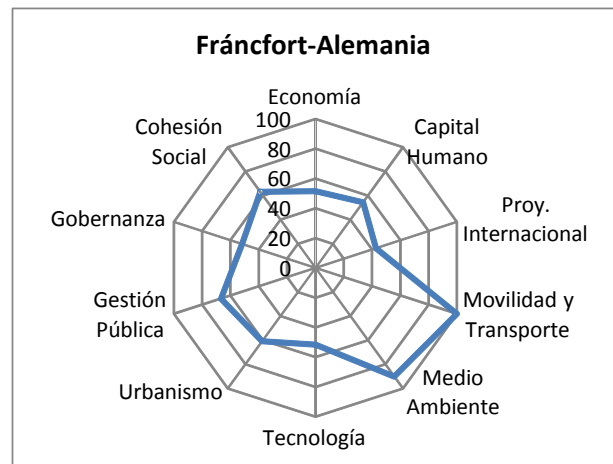 Fráncfort-Alemania
Economía
Capital
Humano
Proy.
Internacional
Movilidad y
Transporte
Medio
Ambiente
Tecnología
Urbanismo
Gestión
Pública
Gobernanza
Cohesión
Social
100
80
60
40
20
0